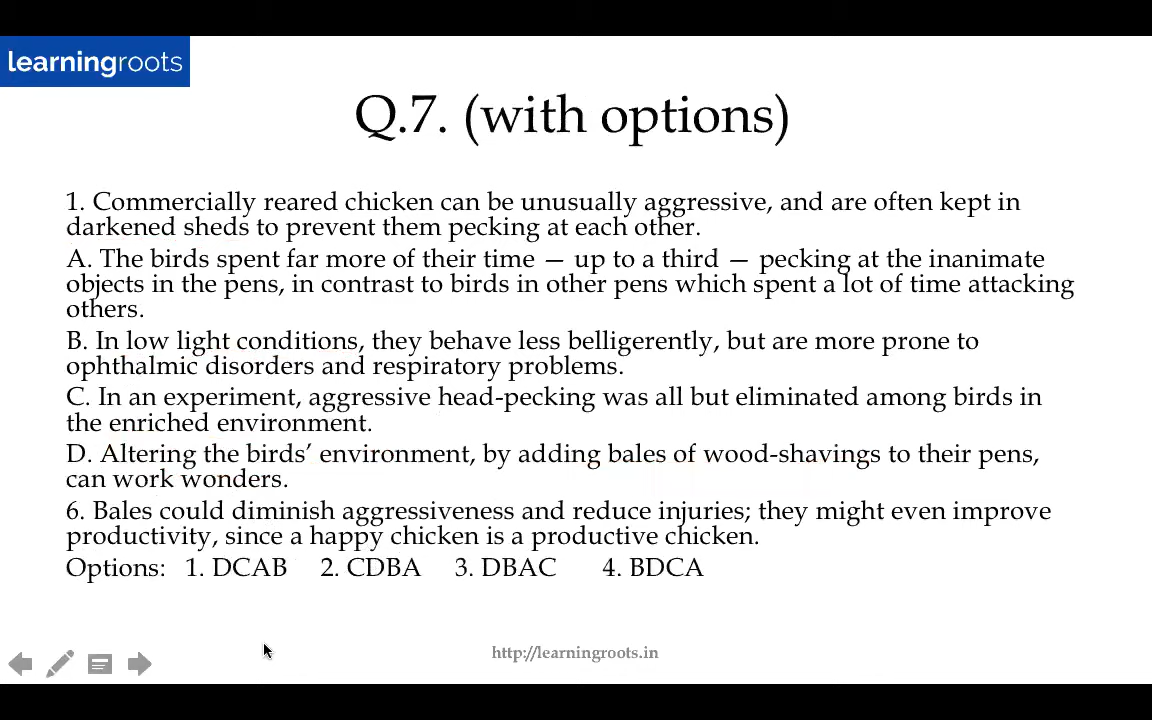 learningroots
Q.7. (with options)
1. Commercially reared chicken can be unusually aggressive, and are often kept in
darkened sheds to prevent them pecking at each other.
A. The birds spent far more of their time — up to a third — pecking at the inanimate
objects in the pens, in contrast to birds in other pens which spent a lot of time attacking
others.
B. In low light conditions, they behave less belligerently, but are more prone to
ophthalmic disorders and respiratory problems.
C. In an experiment, aggressive head-pecking was all but eliminated among birds in
the enriched environment.
D. Altering the birds’ environment, by adding bales of wood-shavings to their pens,
can work wonders.
6. Bales could diminish aggressiveness and reduce injuries; they might even improve
productivity, since a happy chicken is a productive chicken.
Options: 1. DCAB 2. CDBA 3. DBAC 4. BDCA
http://learningroots.in